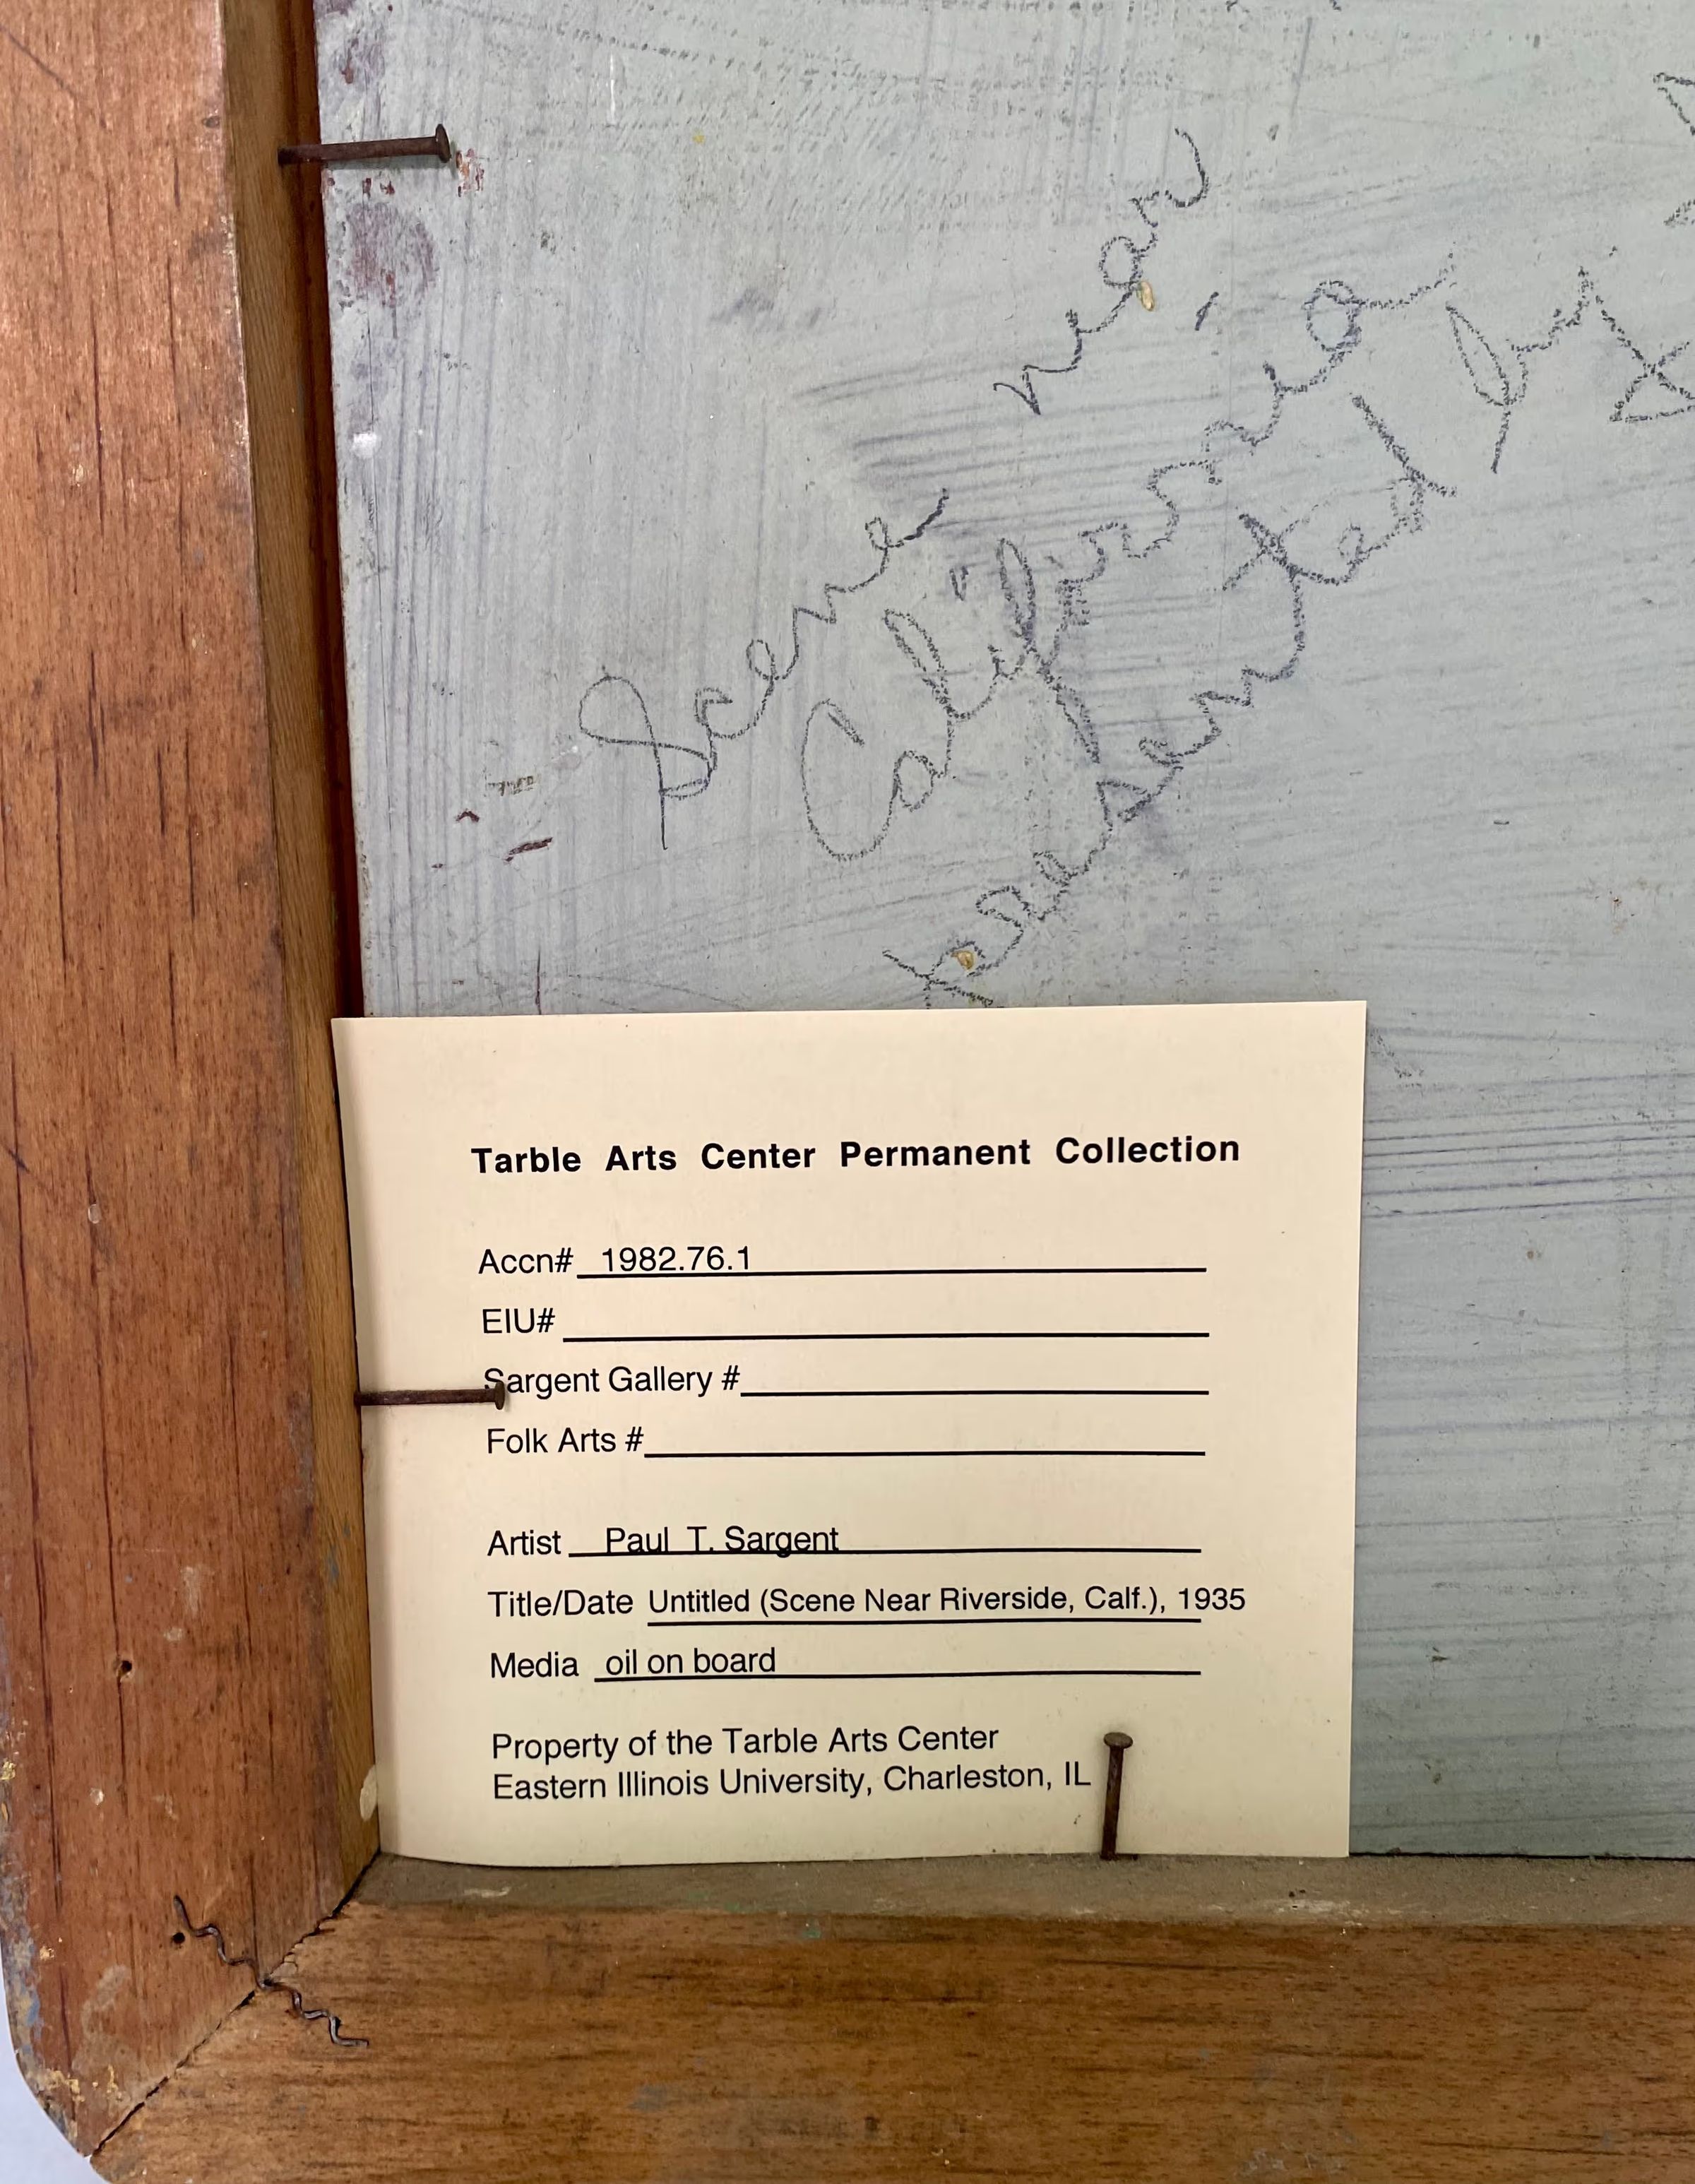 Scene near
California
Presented
Tarble Arts Center Permanent Collection
Accn# 1982.76.1
EIU#
Sargent Gallery #
Folk Arts #
Artist Paul T. Sargent
Title/Date Untitled (Scene Near Riverside, Calf.), 1935
Media oil on board
Property of the Tarble Arts Center
Eastern Illinois University, Charleston, IL